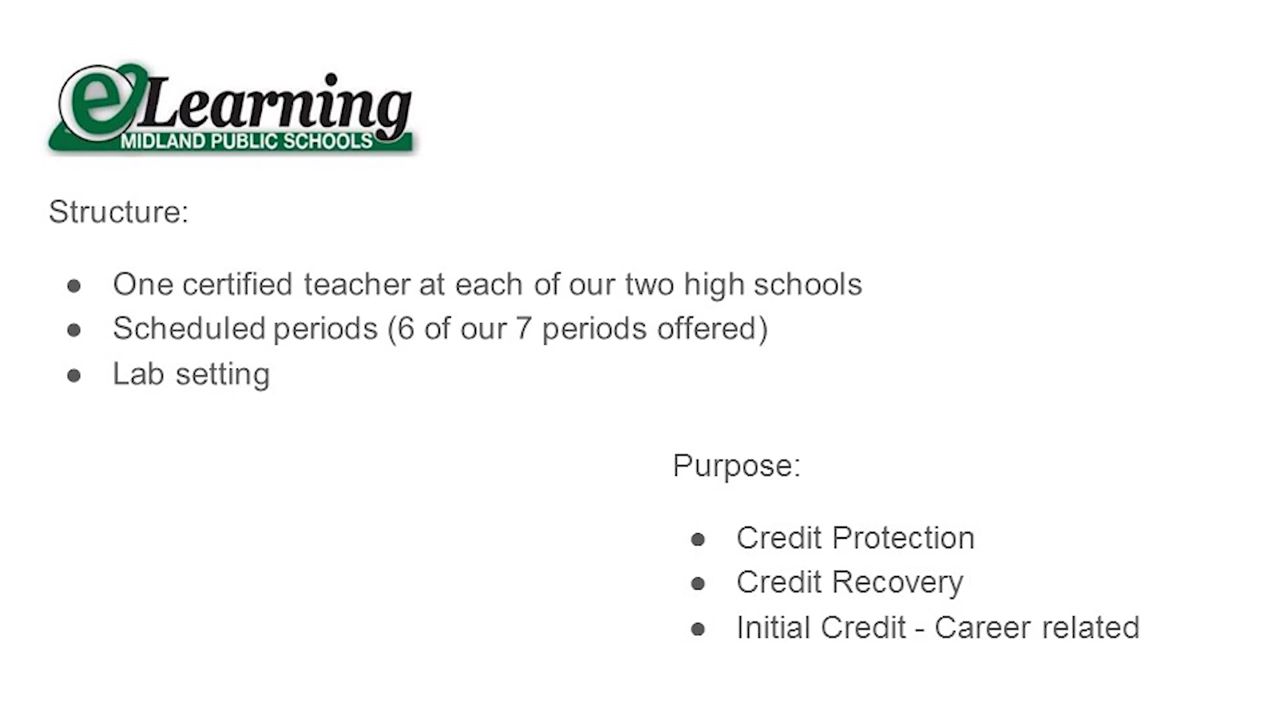 eLearning
MIDLAND PUBLIC SCHOOLS
Structure:
● One certified teacher at each of our two high schools
● Scheduled periods (6 of our 7 periods offered)
● Lab setting
Purpose:
● Credit Protection
● Credit Recovery
● Initial Credit - Career related